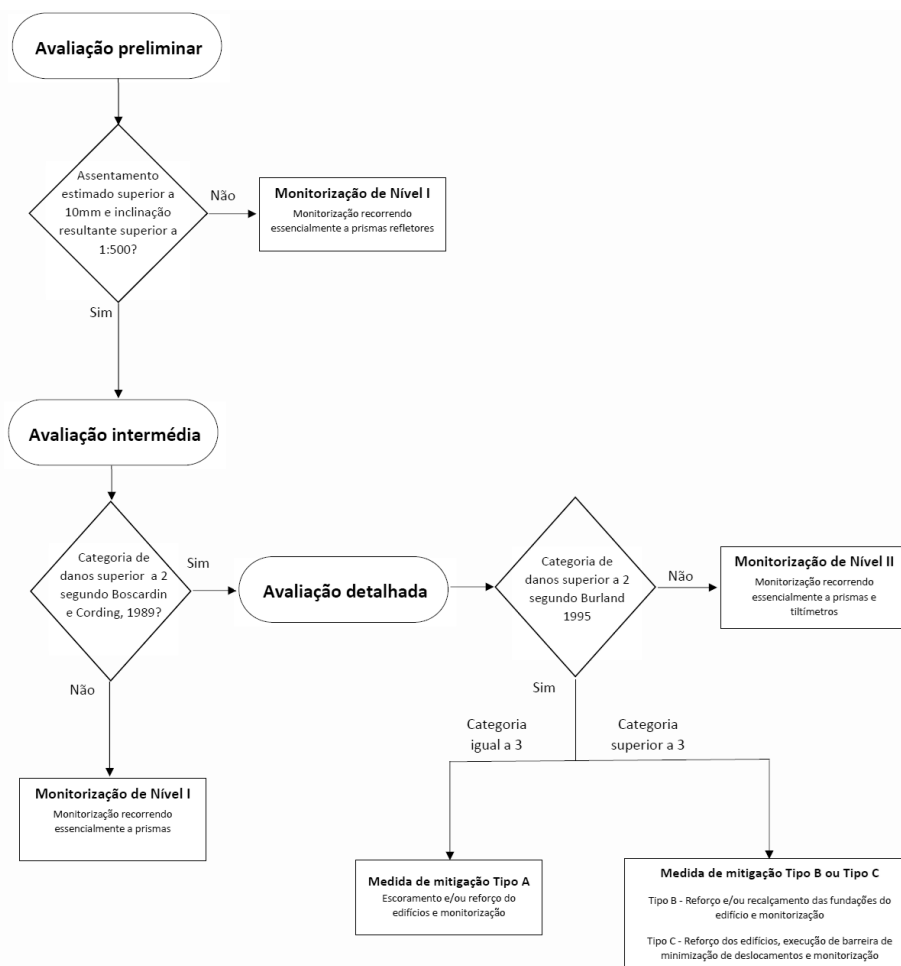 Avaliação preliminar
Assentamento
estimado superior a
10mm e inclinação
resultante superior a
1:500?
Não
Monitorização de Nível I
Monitorização recorrendo
essencialmente a prismas refletores
Sim
Avaliação intermédia
Categoria de
danos superior a 2
segundo Boscardin
e Cording, 1989?
Sim
Avaliação detalhada
Categoria de
danos superior a 2
segundo Burland
1995
Não
Monitorização de Nível II
Monitorização recorrendo
essencialmente a prismas e
tiltímetros
Não
Monitorização de Nível I
Monitorização recorrendo
essencialmente a prismas
Sim
Categoria
igual a 3
Categoria
superior a 3
Medida de mitigação Tipo A
Escoramento e/ou reforço do
edifícios e monitorização
Medida de mitigação Tipo B ou Tipo C
Tipo B - Reforço e/ou recalçamento das fundações do
edifício e monitorização
Tipo C - Reforço dos edifícios, execução de barreira de
minimização de deslocamentos e monitorização